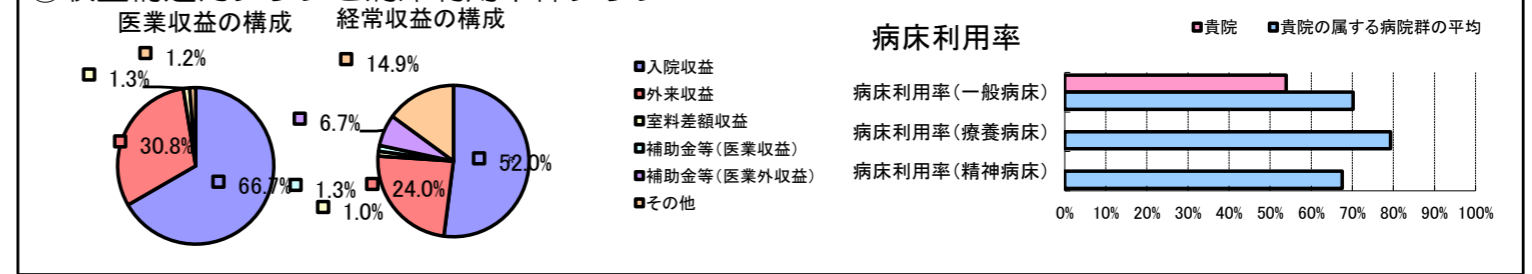 医業収益の構成
1.2%
1.3%
30.8%
66.7%
経常収益の構成
14.9%
6.7%
52.0%
24.0%
1.3%
1.0%
入院収益
外来収益
室料差額収益
補助金等(医業収益)
補助金等(医業外収益)
その他
病床利用率
貴院 貴院の属する病院群の平均
病床利用率(一般病床)
病床利用率(療養病床)
病床利用率(精神病床)
0% 10% 20% 30% 40% 50% 60% 70% 80% 90% 100%